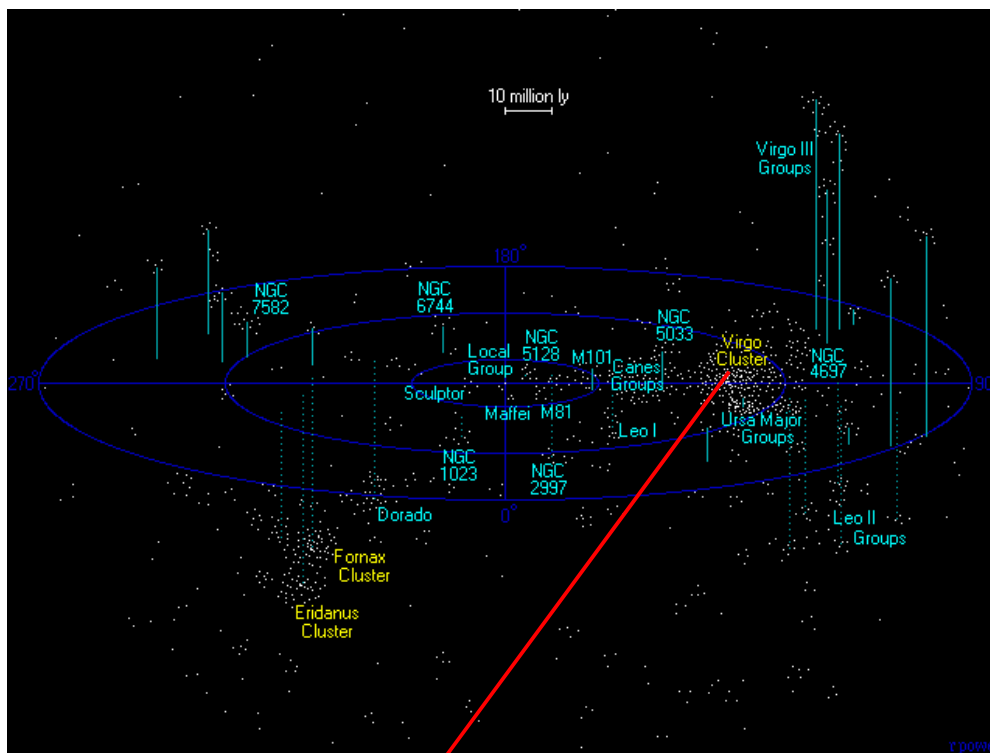 10 million ly
Virgo III
Groups
180°
NGC
7582
NGC
6744
NGC
5033
NGC
5128
Virgo
Cluster
Local
Group
M101
Canes
Groups
NGC
4697
270°
90
Sculptor
Maffei
M81
Ursa Major
Groups
Leo I
NGC
1023
NGC
2997
0°
Dorado
Leo II
Groups
Fornax
Cluster
Eridanus
Cluster